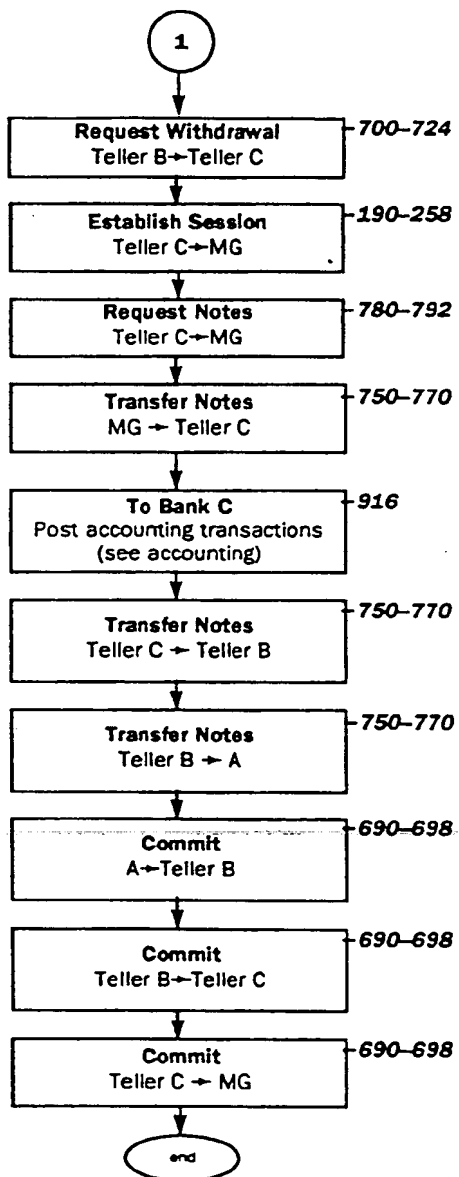 1
Request Withdrawal
Teller B→Teller C
700–724
Establish Session
Teller C→MG
190–258
Request Notes
Teller C→MG
780–792
Transfer Notes
MG → Teller C
750–770
To Bank C
Post accounting transactions
(see accounting)
916
Transfer Notes
Teller C → Teller B
750–770
Transfer Notes
Teller B → A
750–770
Commit
A→Teller B
690–698
Commit
Teller B→Teller C
690–698
Commit
Teller C → MG
690–698
end